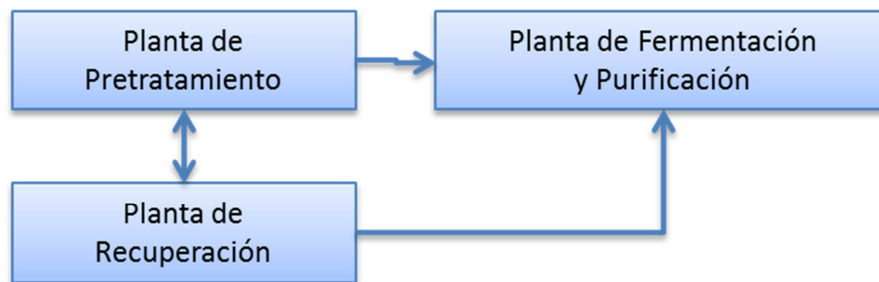 Planta de
Pretratamiento
Planta de Fermentación
y Purificación
Planta de
Recuperación